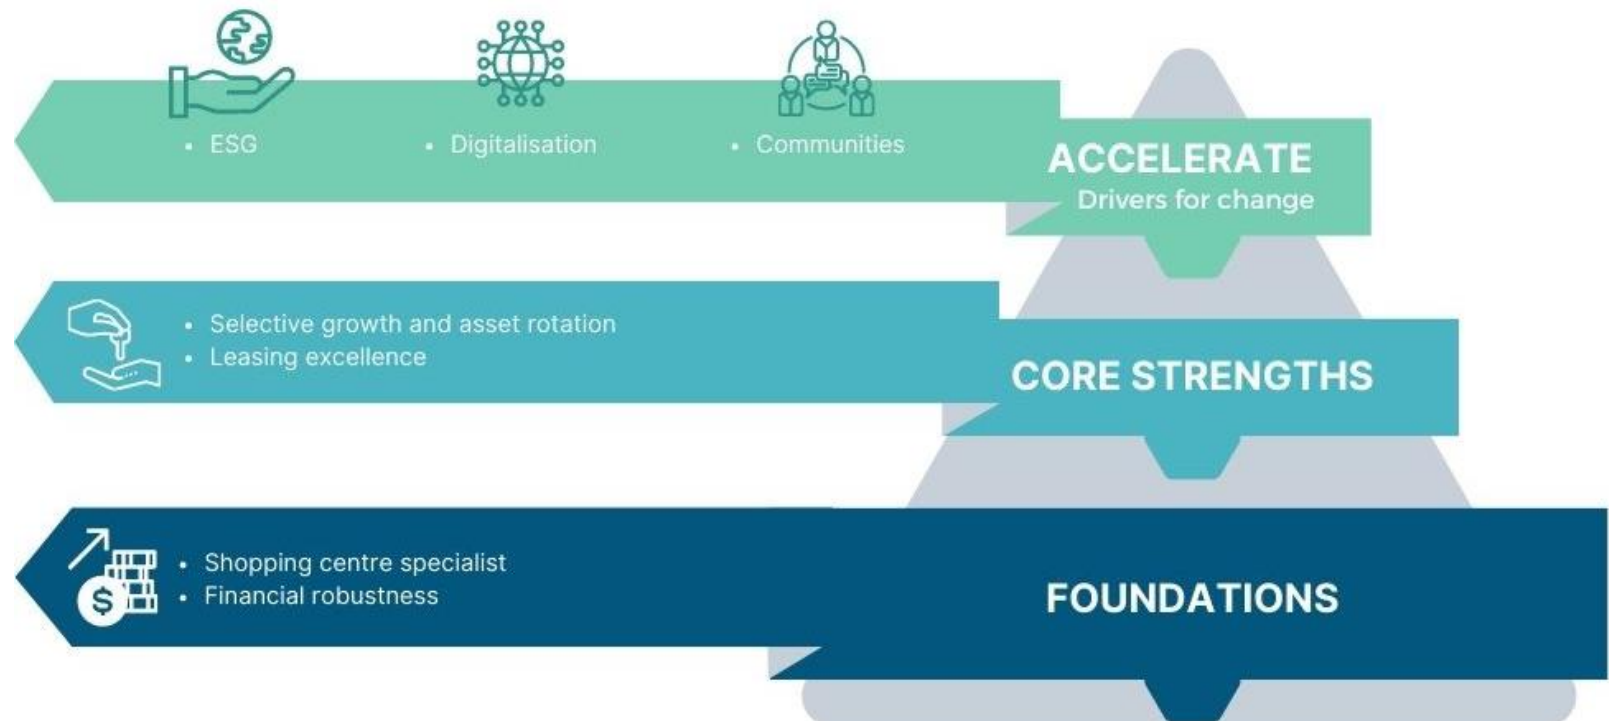 • ESG
• Digitalisation
• Communities
ACCELERATE
Drivers for change
• Selective growth and asset rotation
• Leasing excellence
CORE STRENGTHS
$
• Shopping centre specialist
• Financial robustness
FOUNDATIONS